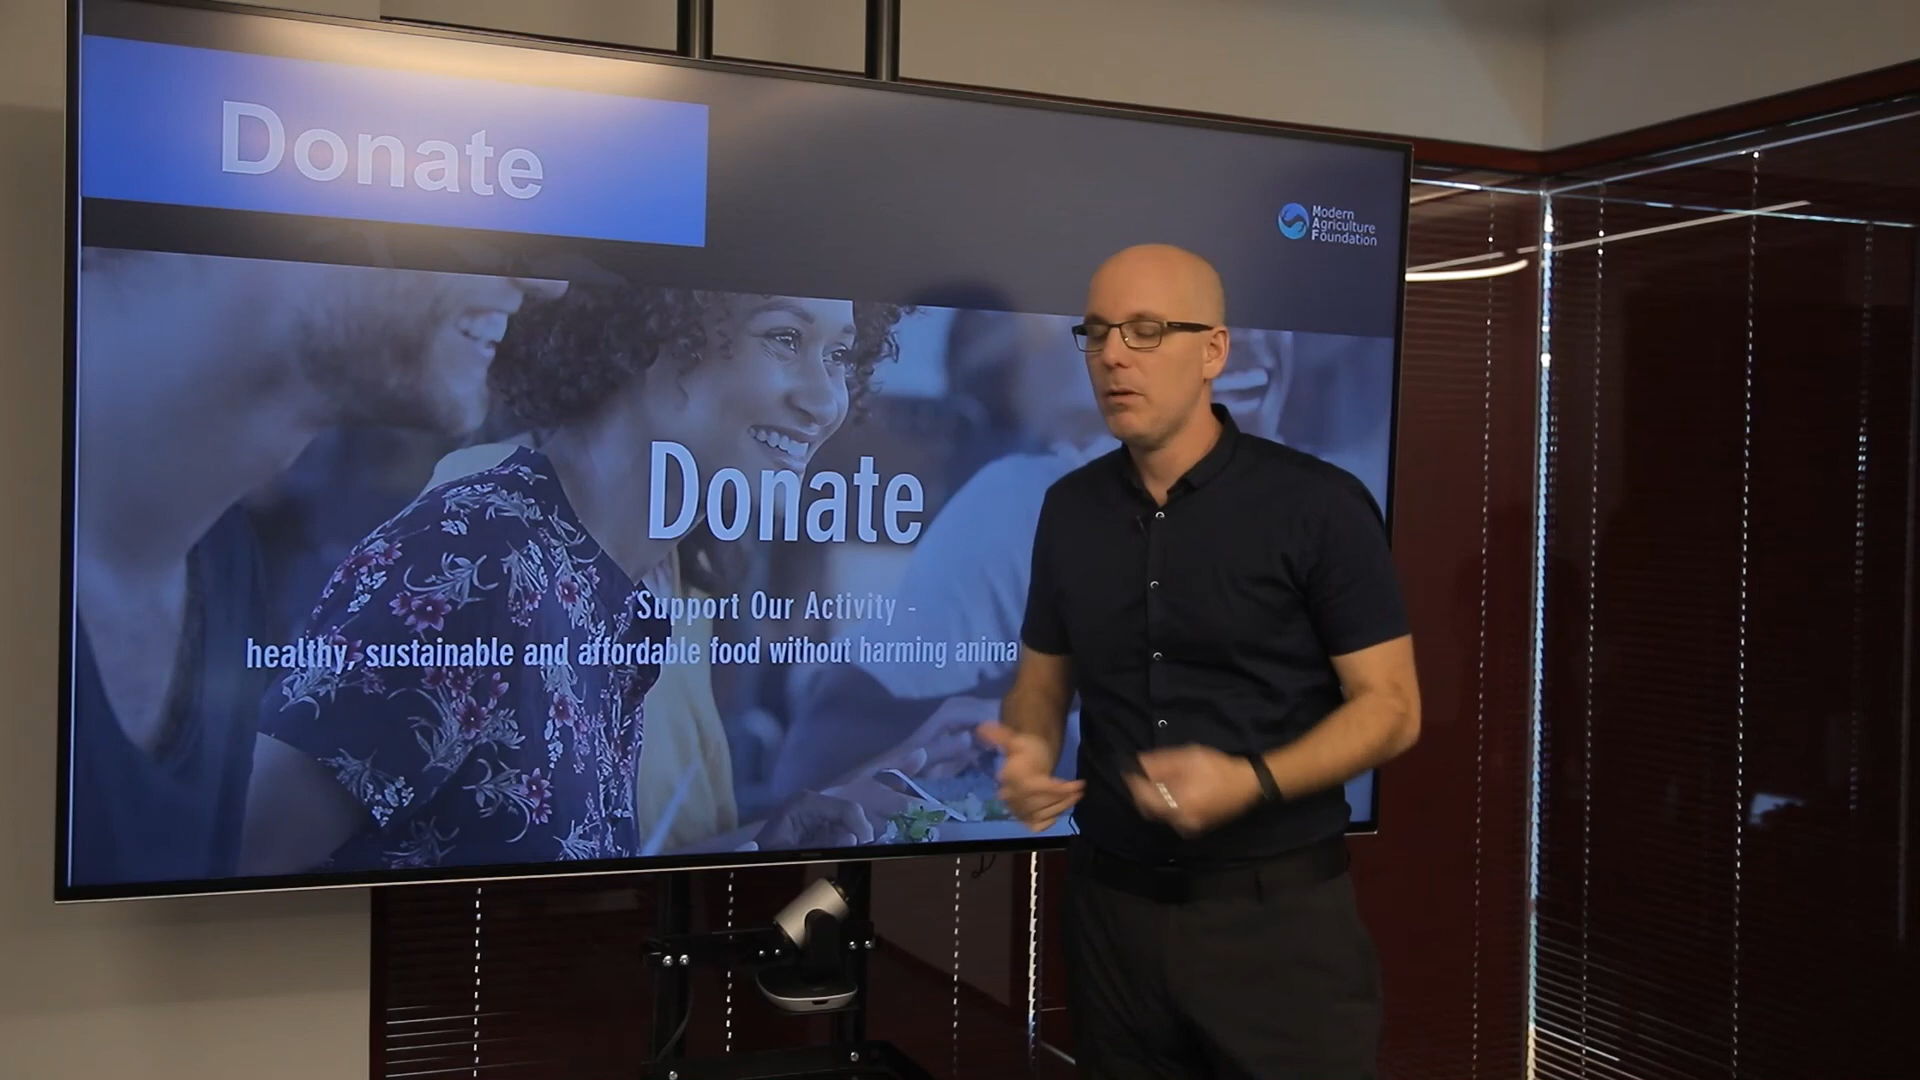 Donate
Modern
Agriculture
Foundation
Donate
Support Our Activity -
healthy, sustainable and affordable food without harming anima